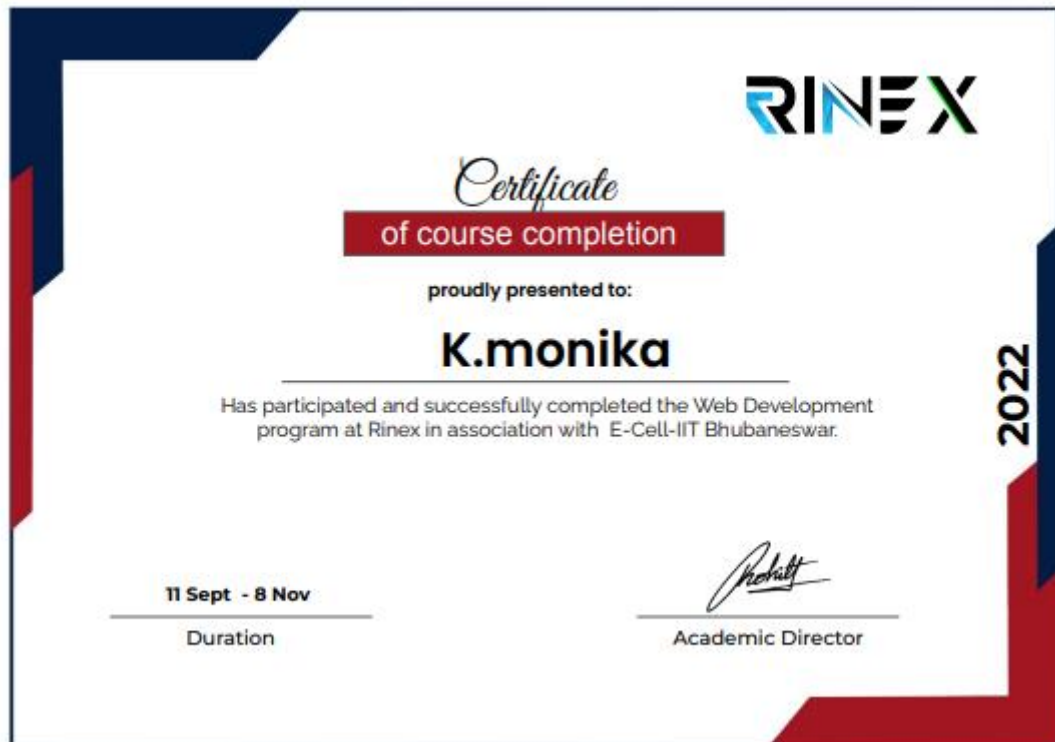 RINEX
Certificate
of course completion
proudly presented to:
K.monika
2022
Has participated and successfully completed the Web Development
program at Rinex in association with E-Cell-IIT Bhubaneswar.
11 Sept - 8 Nov
Duration
Academic Director